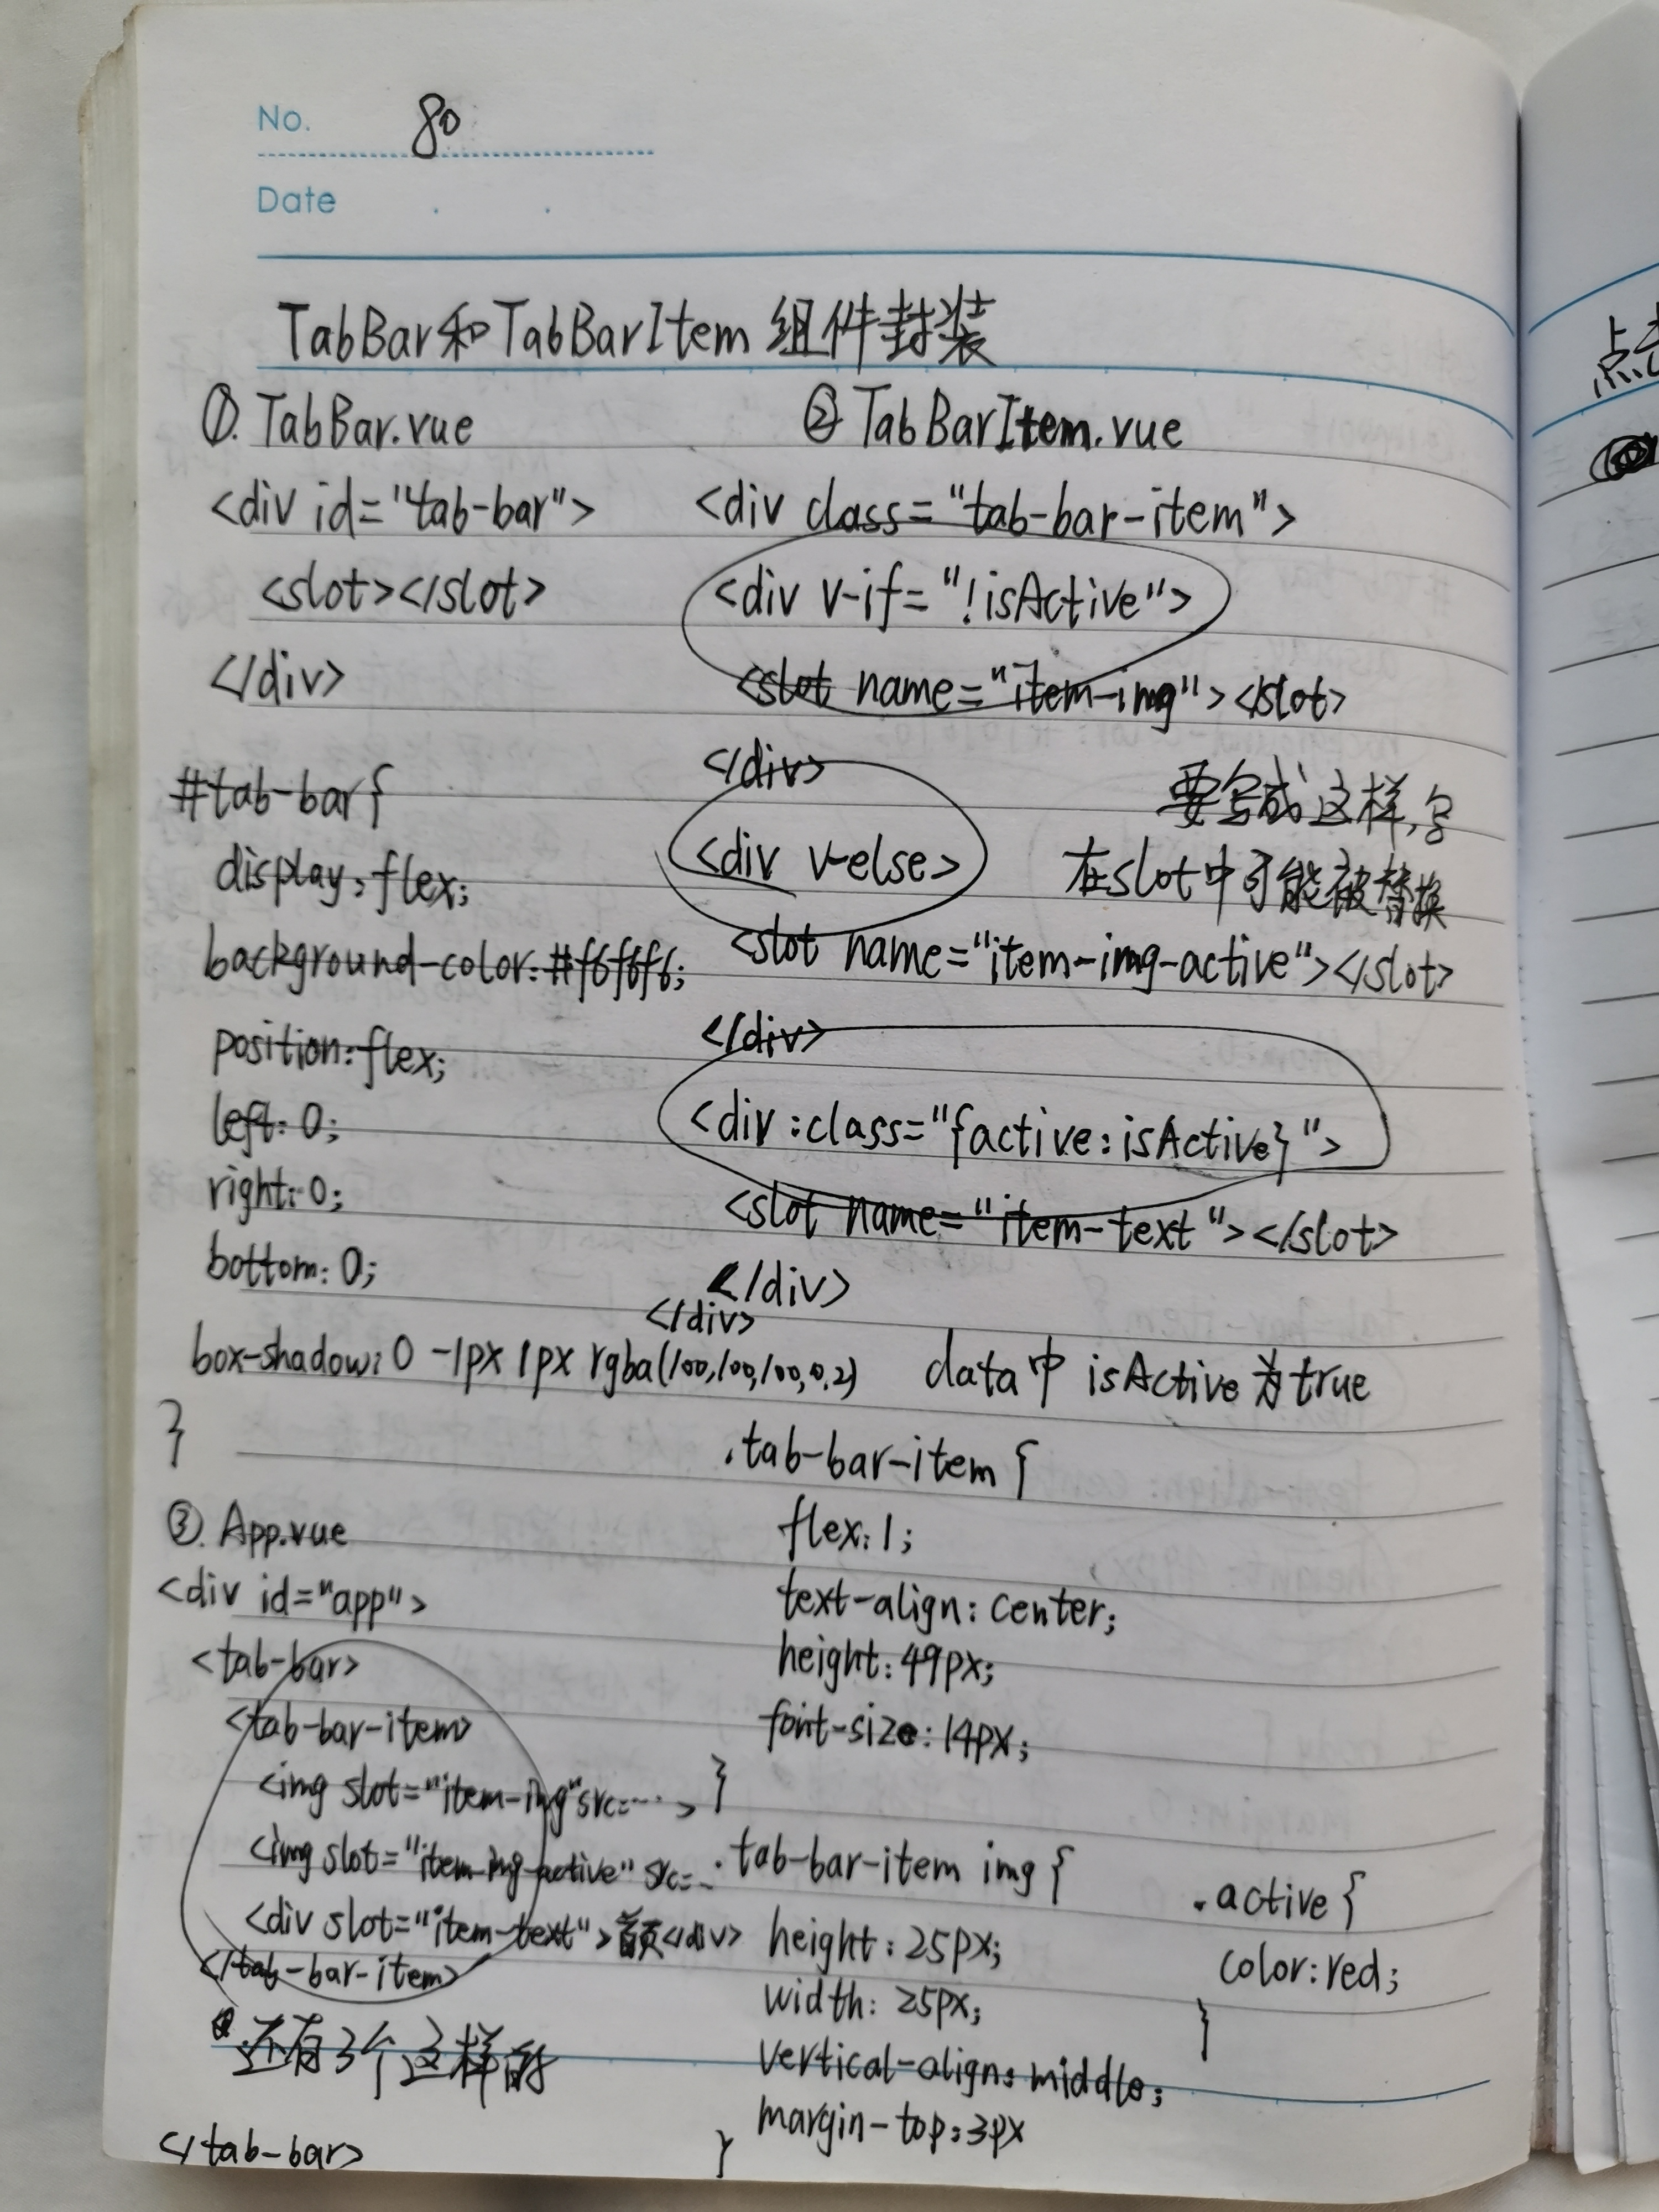 No. 80
Date
TabBar和TabBarItem 组件封装
①. TabBar.vue
<div id="tab-bar">
<slot></slot>
</div>
#tab-bar{
display:flex;
background-color:#f6f6f6;
position:flex;
left:0;
right:0;
bottom:0;
box-shadow:0 -1px 1px rgba(100,100,100,0.2)
}
② TabBarItem.vue
<div class="tab-bar-item">
<div v-if="!isActive">
<slot name="item-img"></slot>
</div>
<div v-else>
要写成这样,写
在slot中可能被替换
<slot name="item-img-active"></slot>
</div>
<div :class="{active:isActive}">
<slot name="item-text"></slot>
</div>
</div>
data中 isActive为true
.tab-bar-item{
flex:1;
text-align:center;
height:49px;
font-size:14px;
}
.tab-bar-item img{
height:25px;
width:25px;
vertical-align:middle;
margin-top:3px
}
.active{
color:red;
}
③. App.vue
<div id="app">
<tab-bar>
<tab-bar-item>
<img slot="item-img"src=...>
<img slot="item-img-active" src=..
<div slot="item-text">首页</div>
</tab-bar-item>
还有3个这样的
</tab-bar>
点击